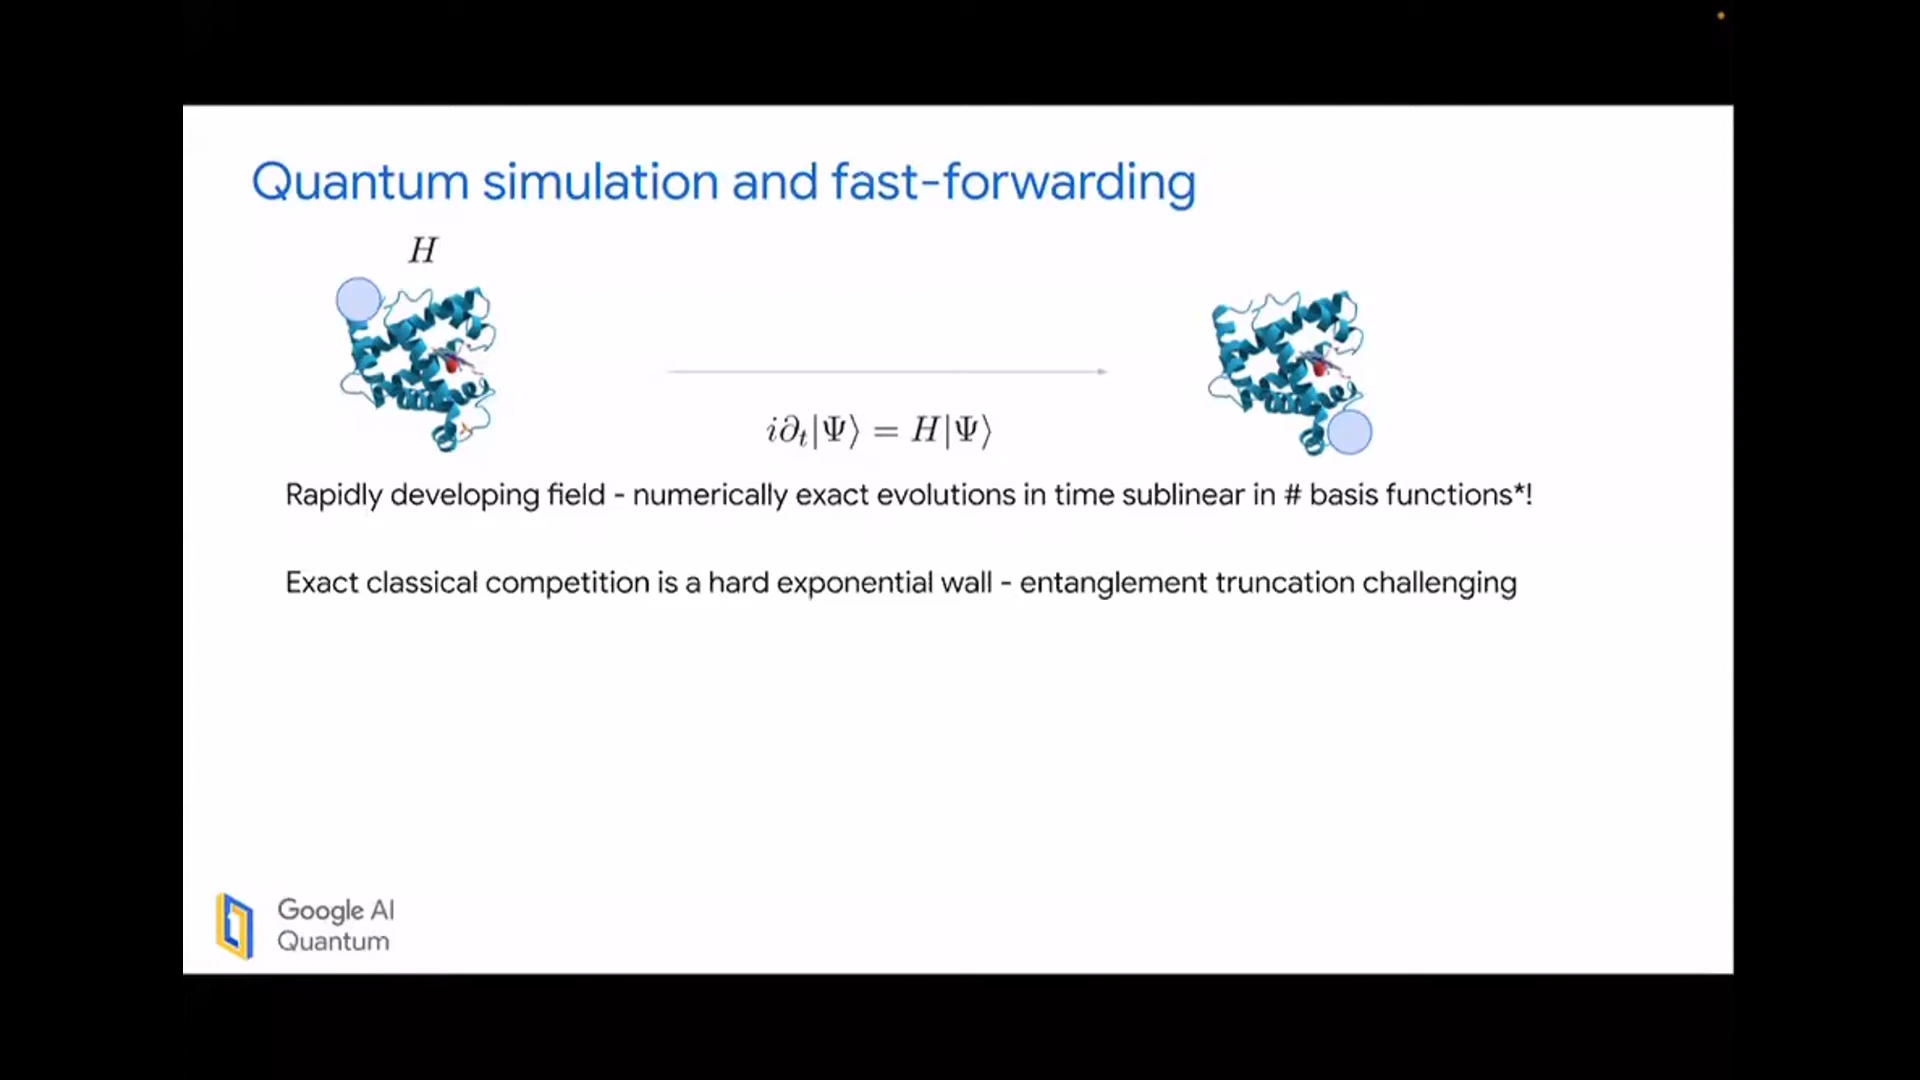 Quantum simulation and fast-forwarding
H
i∂ₜ|Ψ⟩ = H|Ψ⟩
Rapidly developing field - numerically exact evolutions in time sublinear in # basis functions*!
Exact classical competition is a hard exponential wall - entanglement truncation challenging
Google AI
Quantum